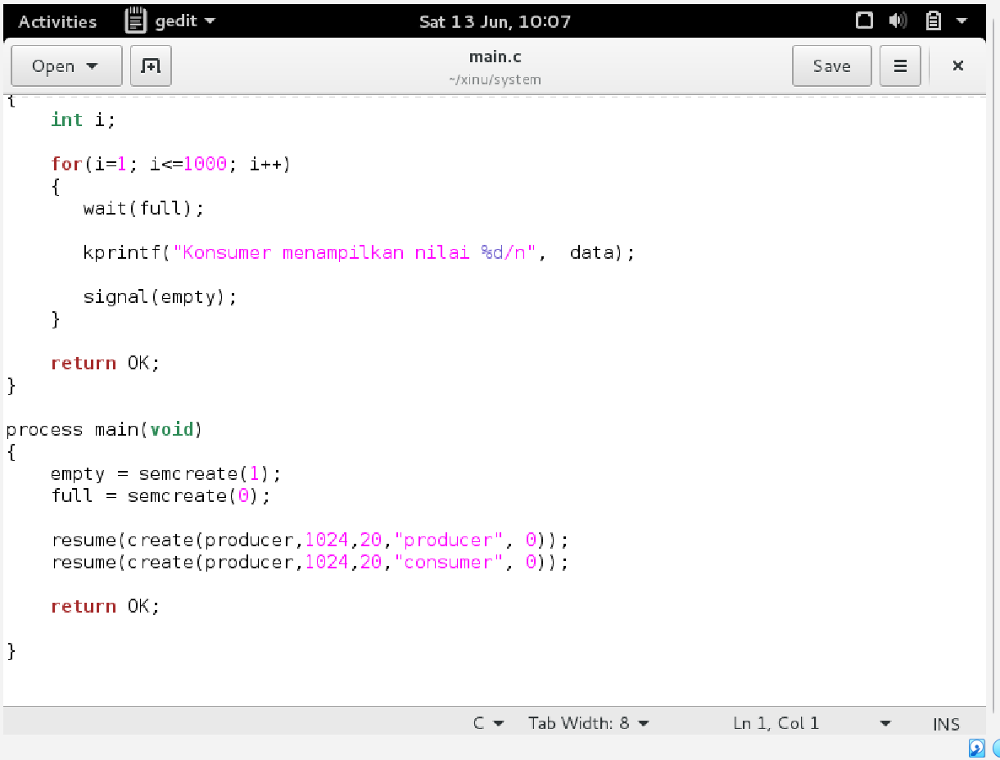 Activities gedit Sat 13 Jun, 10:07
Open main.c Save
~/xinu/system
{
int i;
for(i=1; i<=1000; i++)
{
wait(full);
kprintf("Konsumer menampilkan nilai %d/n",  data);
signal(empty);
}
return OK;
}
process main(void)
{
empty = semcreate(1);
full = semcreate(0);
resume(create(producer,1024,20,"producer", 0));
resume(create(producer,1024,20,"consumer", 0));
return OK;
}
C Tab Width: 8 Ln 1, Col 1 INS